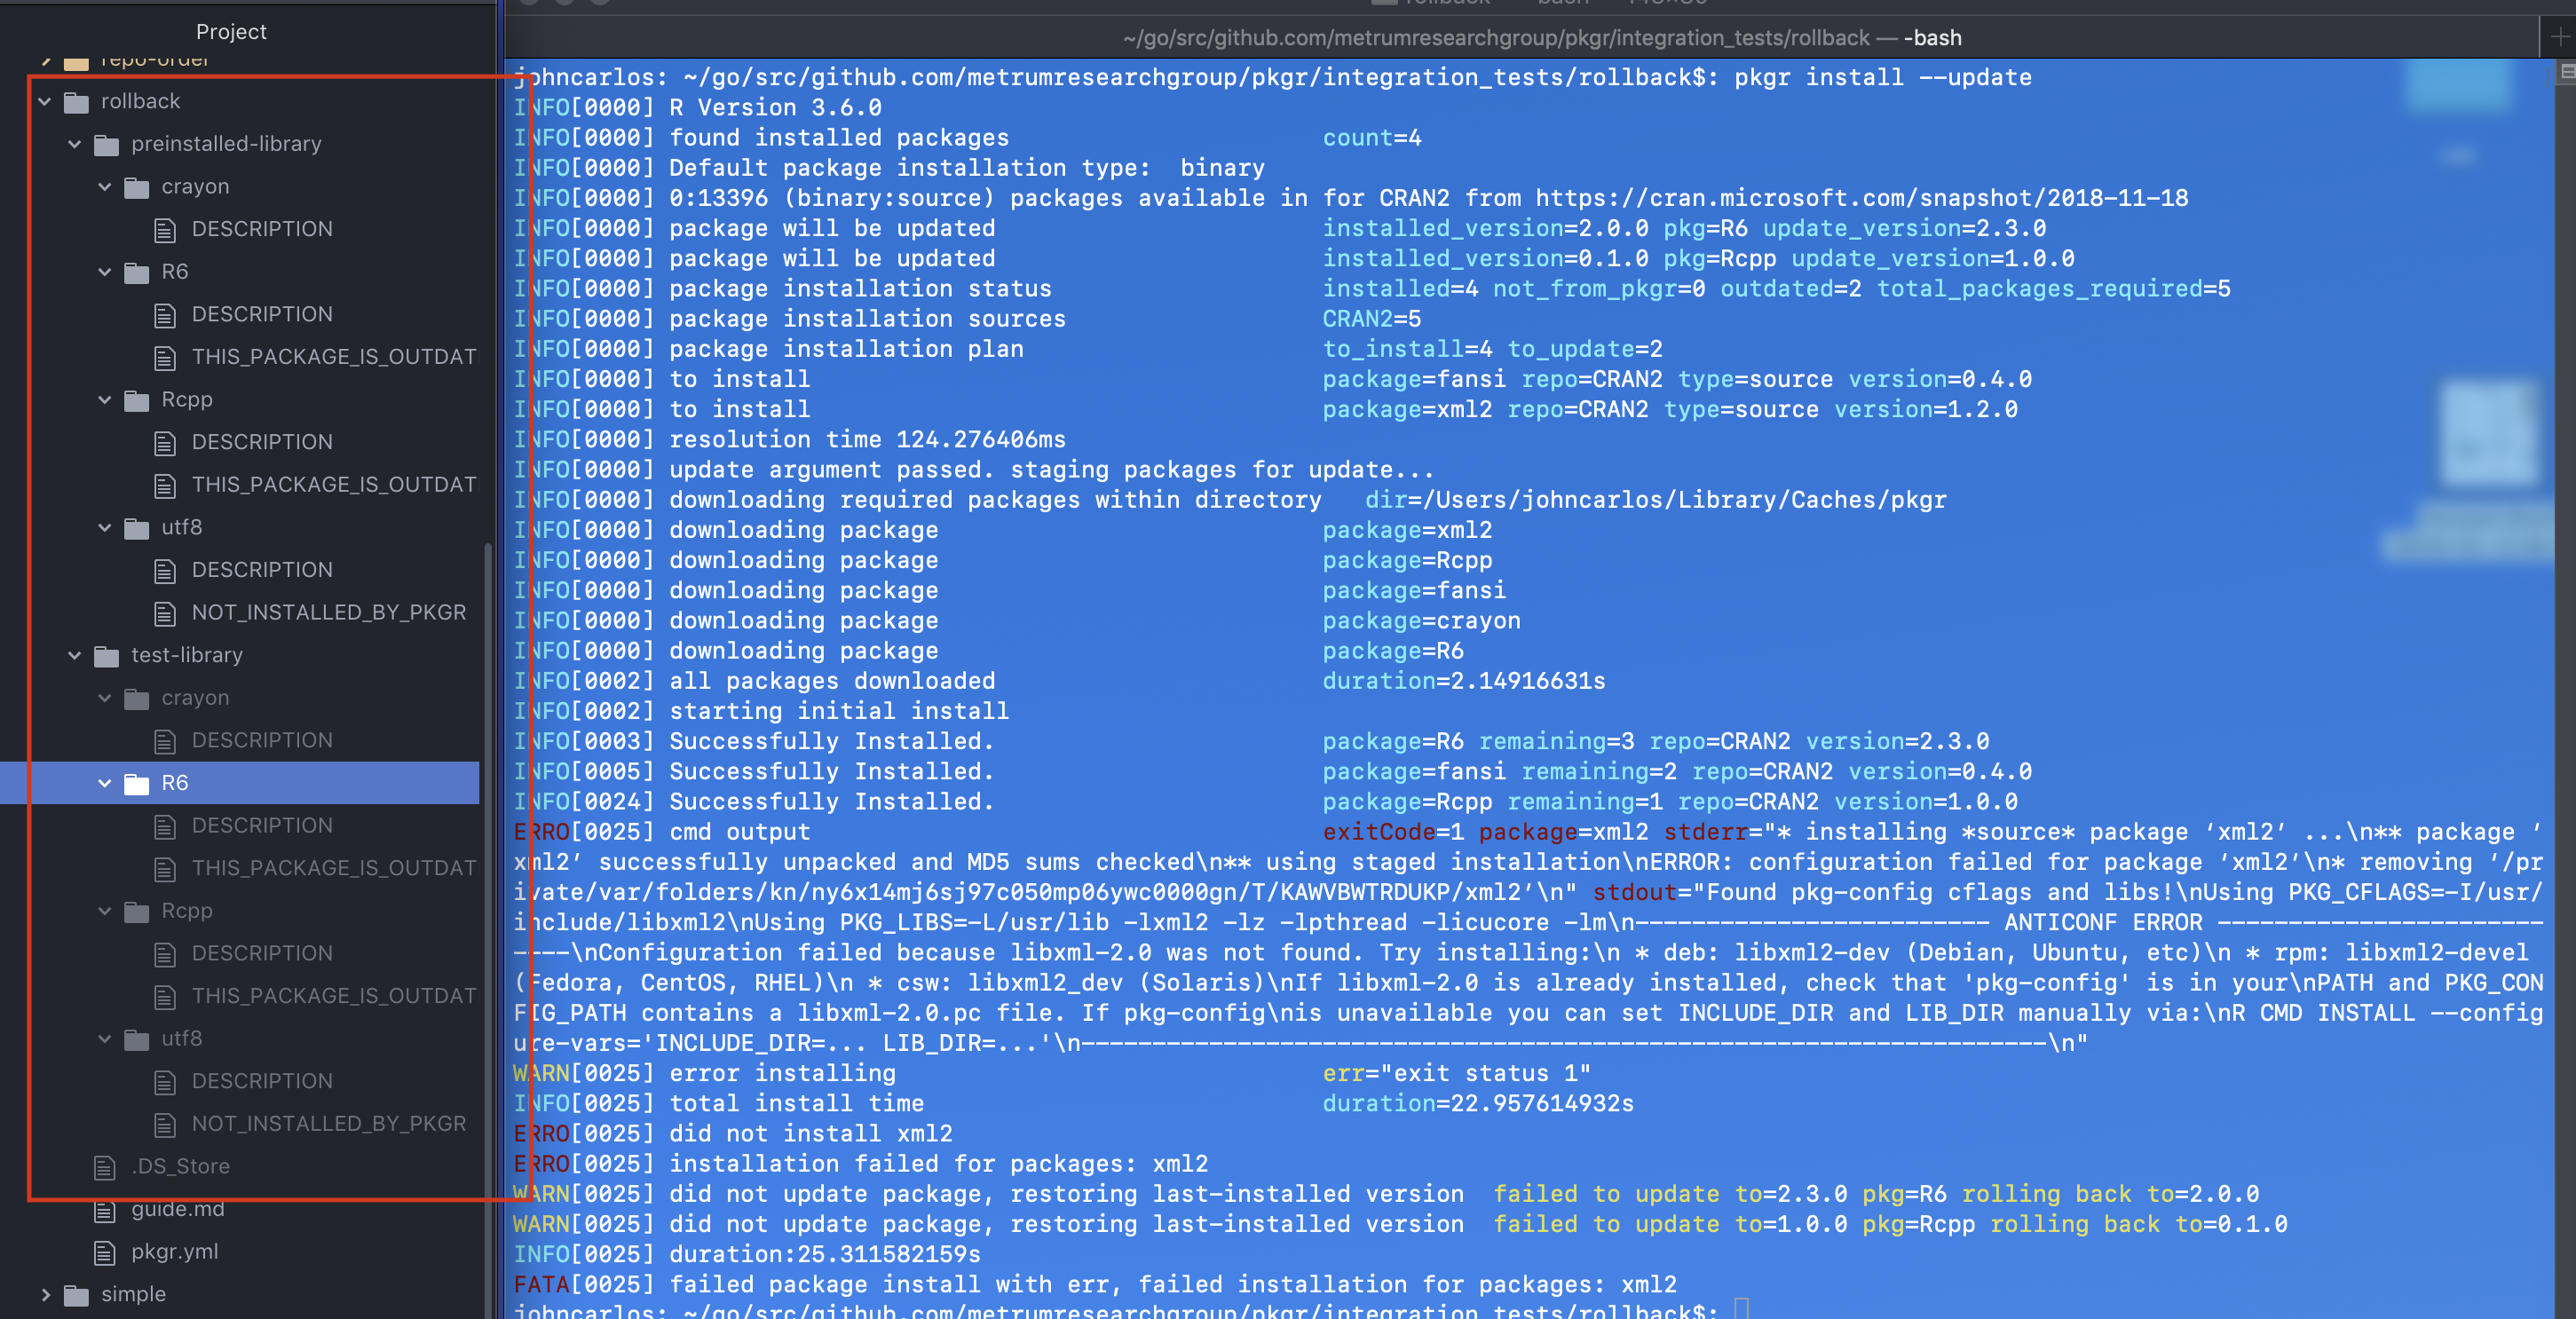 Project
repo-order
rollback
preinstalled-library
crayon
DESCRIPTION
R6
DESCRIPTION
THIS_PACKAGE_IS_OUTDAT
Rcpp
DESCRIPTION
THIS_PACKAGE_IS_OUTDAT
utf8
DESCRIPTION
NOT_INSTALLED_BY_PKGR
test-library
crayon
DESCRIPTION
R6
DESCRIPTION
THIS_PACKAGE_IS_OUTDAT
Rcpp
DESCRIPTION
THIS_PACKAGE_IS_OUTDAT
utf8
DESCRIPTION
NOT_INSTALLED_BY_PKGR
.DS_Store
guide.md
pkgr.yml
simple
~/go/src/github.com/metrumresearchgroup/pkgr/integration_tests/rollback — -bash
johncarlos: ~/go/src/github.com/metrumresearchgroup/pkgr/integration_tests/rollback$: pkgr install --update
INFO[0000] R Version 3.6.0
INFO[0000] found installed packages count=4
INFO[0000] Default package installation type:  binary
INFO[0000] 0:13396 (binary:source) packages available in for CRAN2 from https://cran.microsoft.com/snapshot/2018-11-18
INFO[0000] package will be updated installed_version=2.0.0 pkg=R6 update_version=2.3.0
INFO[0000] package will be updated installed_version=0.1.0 pkg=Rcpp update_version=1.0.0
INFO[0000] package installation status installed=4 not_from_pkgr=0 outdated=2 total_packages_required=5
INFO[0000] package installation sources CRAN2=5
INFO[0000] package installation plan to_install=4 to_update=2
INFO[0000] to install package=fansi repo=CRAN2 type=source version=0.4.0
INFO[0000] to install package=xml2 repo=CRAN2 type=source version=1.2.0
INFO[0000] resolution time 124.276406ms
INFO[0000] update argument passed. staging packages for update...
INFO[0000] downloading required packages within directory dir=/Users/johncarlos/Library/Caches/pkgr
INFO[0000] downloading package package=xml2
INFO[0000] downloading package package=Rcpp
INFO[0000] downloading package package=fansi
INFO[0000] downloading package package=crayon
INFO[0000] downloading package package=R6
INFO[0002] all packages downloaded duration=2.14916631s
INFO[0002] starting initial install
INFO[0003] Successfully Installed. package=R6 remaining=3 repo=CRAN2 version=2.3.0
INFO[0005] Successfully Installed. package=fansi remaining=2 repo=CRAN2 version=0.4.0
INFO[0024] Successfully Installed. package=Rcpp remaining=1 repo=CRAN2 version=1.0.0
ERRO[0025] cmd output exitCode=1 package=xml2 stderr="* installing *source* package ‘xml2’ ...\n** package ‘
xml2’ successfully unpacked and MD5 sums checked\n** using staged installation\nERROR: configuration failed for package ‘xml2’\n* removing ‘/pr
ivate/var/folders/kn/ny6x14mj6sj97c050mp06ywc0000gn/T/KAWVBWTRDUKP/xml2’\n" stdout="Found pkg-config cflags and libs!\nUsing PKG_CFLAGS=-I/usr/
include/libxml2\nUsing PKG_LIBS=-L/usr/lib -lxml2 -lz -lpthread -licucore -lm\n------------------------- ANTICONF ERROR -----------------------
----\nConfiguration failed because libxml-2.0 was not found. Try installing:\n * deb: libxml2-dev (Debian, Ubuntu, etc)\n * rpm: libxml2-devel
(Fedora, CentOS, RHEL)\n * csw: libxml2_dev (Solaris)\nIf libxml-2.0 is already installed, check that 'pkg-config' is in your\nPATH and PKG_CON
FIG_PATH contains a libxml-2.0.pc file. If pkg-config\nis unavailable you can set INCLUDE_DIR and LIB_DIR manually via:\nR CMD INSTALL --config
ure-vars='INCLUDE_DIR=... LIB_DIR=...'\n--------------------------------------------------------------------\n"
WARN[0025] error installing err="exit status 1"
INFO[0025] total install time duration=22.957614932s
ERRO[0025] did not install xml2
ERRO[0025] installation failed for packages: xml2
WARN[0025] did not update package, restoring last-installed version failed to update to=2.3.0 pkg=R6 rolling back to=2.0.0
WARN[0025] did not update package, restoring last-installed version failed to update to=1.0.0 pkg=Rcpp rolling back to=0.1.0
INFO[0025] duration:25.311582159s
FATA[0025] failed package install with err, failed installation for packages: xml2
johncarlos: ~/go/src/github.com/metrumresearchgroup/pkgr/integration_tests/rollback$: